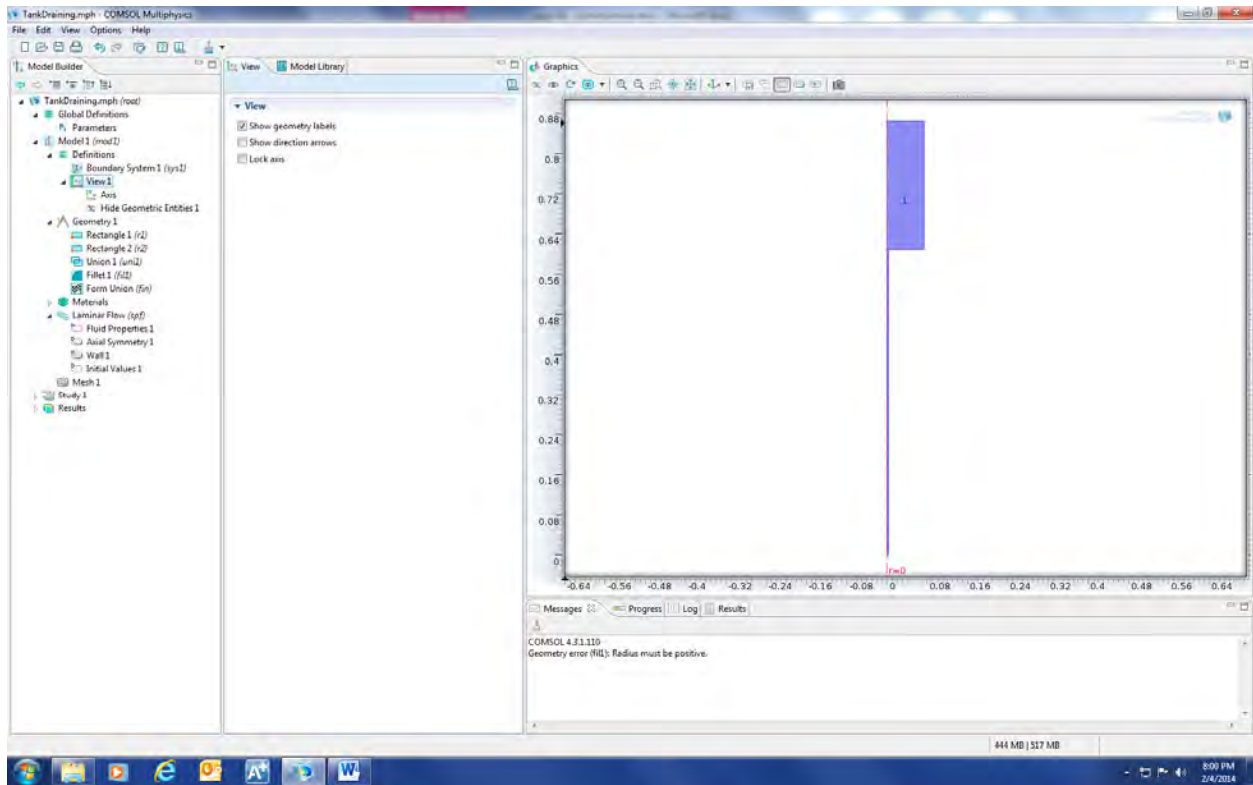 TankDraining.mph - COMSOL Multiphysics
File Edit View Options Help
Model Builder
TankDraining.mph (root)
Global Definitions
Parameters
Model 1 (mod1)
Definitions
Boundary System 1 (sys1)
View 1
Axis
Hide Geometric Entities 1
Geometry 1
Rectangle 1 (r1)
Rectangle 2 (r2)
Union 1 (uni1)
Fillet 1 (fil1)
Form Union (fin)
Materials
Laminar Flow (spf)
Fluid Properties 1
Axial Symmetry 1
Wall 1
Initial Values 1
Mesh 1
Study 1
Results
View Model Library
View
Show geometry labels
Show direction arrows
Lock axis
Graphics
0.88
0.8
0.72
0.64
0.56
0.48
0.4
0.32
0.24
0.16
0.08
0
1
r=0
-0.64 -0.56 -0.48 -0.4 -0.32 -0.24 -0.16 -0.08 0 0.08 0.16 0.24 0.32 0.4 0.48 0.56 0.64
Messages Progress Log Results
COMSOL 4.3.1.110
Geometry error (fil1): Radius must be positive.
444 MB | 517 MB
8:00 PM
2/4/2014